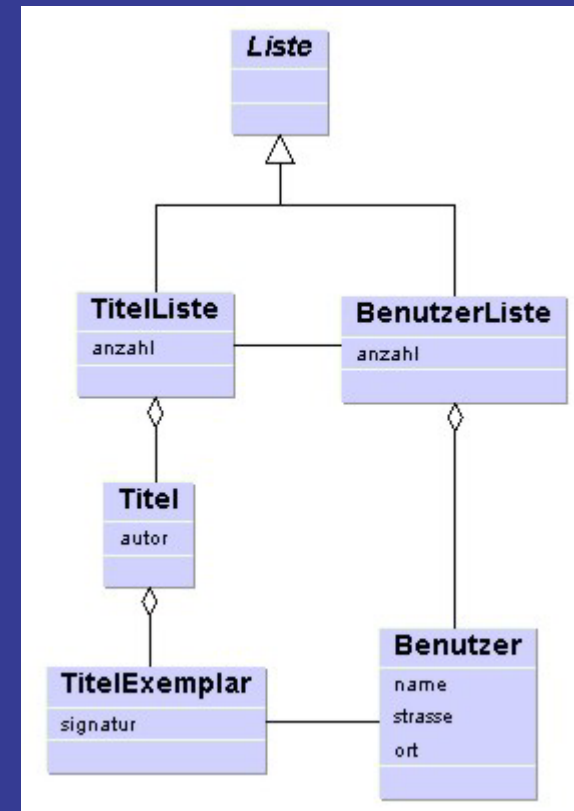 Liste
TitelListe
anzahl
BenutzerListe
anzahl
Titel
autor
TitelExemplar
signatur
Benutzer
name
strasse
ort